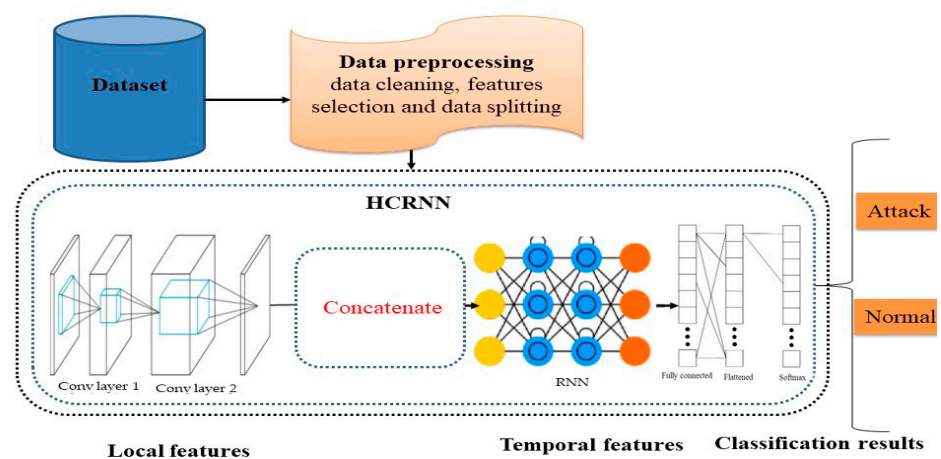 Dataset
Data preprocessing
data cleaning, features
selection and data splitting
HCRNN
Attack
Normal
Concatenate
Conv layer 1
Conv layer 2
RNN
Fully connected
Flattened
Softmax
Local features
Temporal features
Classification results